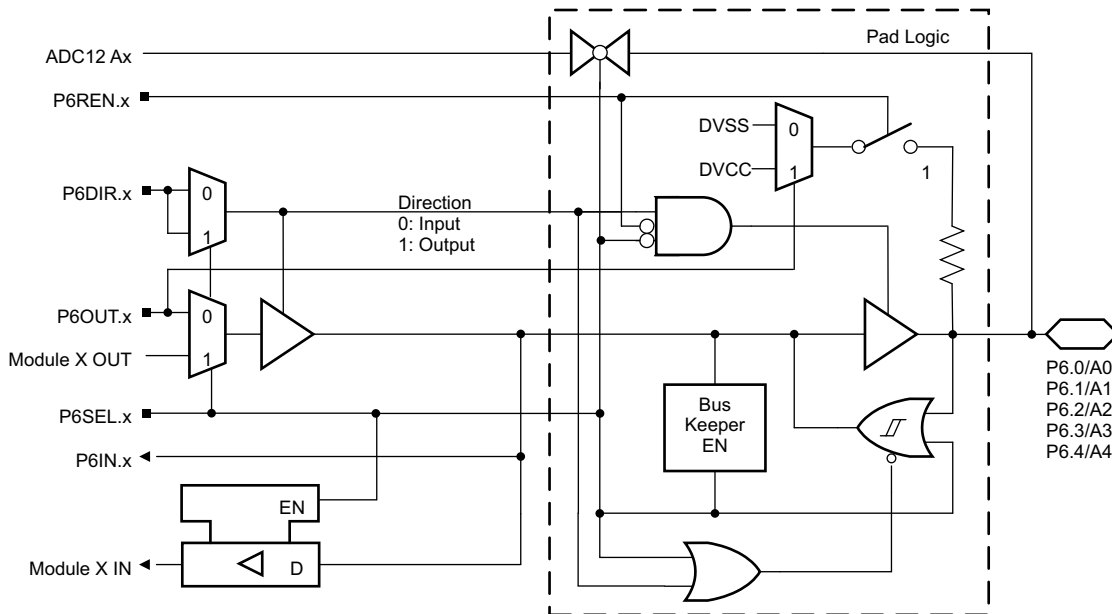 Pad Logic
ADC12 Ax
P6REN.x
DVSS
0
DVCC
1
1
P6DIR.x
0
1
Direction
0: Input
1: Output
P6OUT.x
0
Module X OUT
1
P6SEL.x
Bus
Keeper
EN
P6.0/A0
P6.1/A1
P6.2/A2
P6.3/A3
P6.4/A4
P6IN.x
EN
Module X IN
D